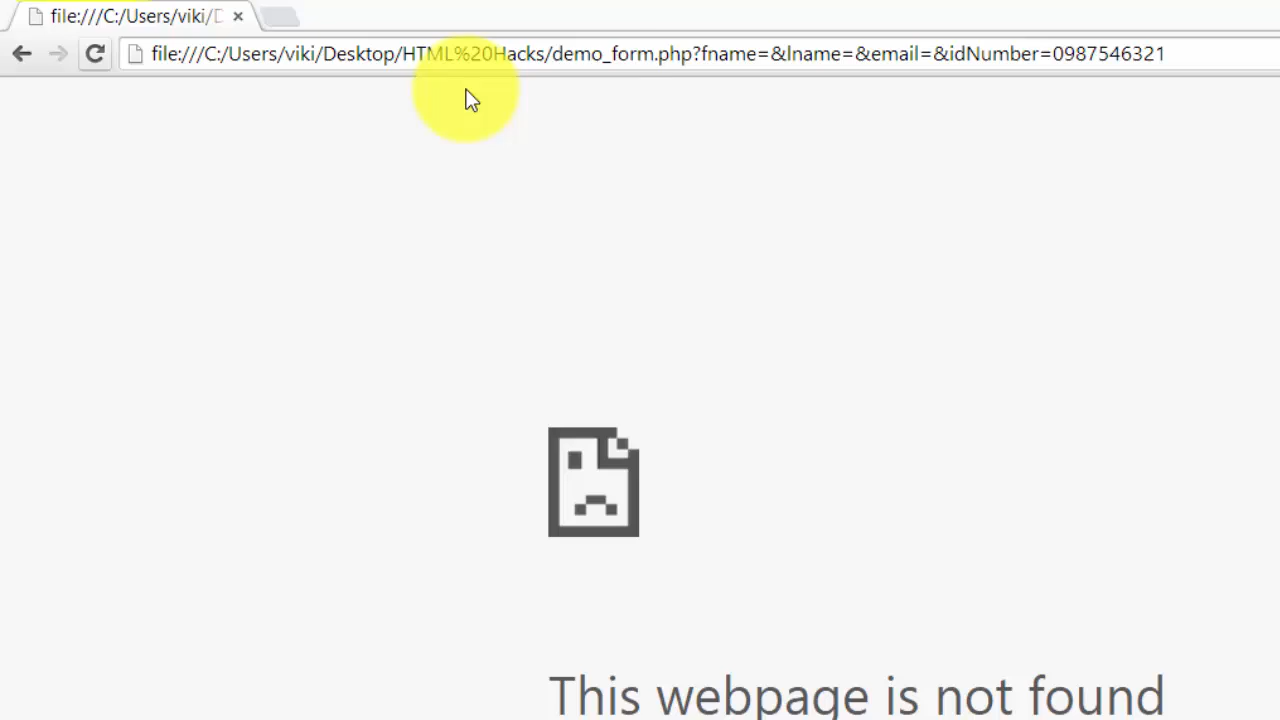 file:///C:/Users/viki/D
file:///C:/Users/viki/Desktop/HTML%20Hacks/demo_form.php?fname=&lname=&email=&idNumber=0987546321
This webpage is not found